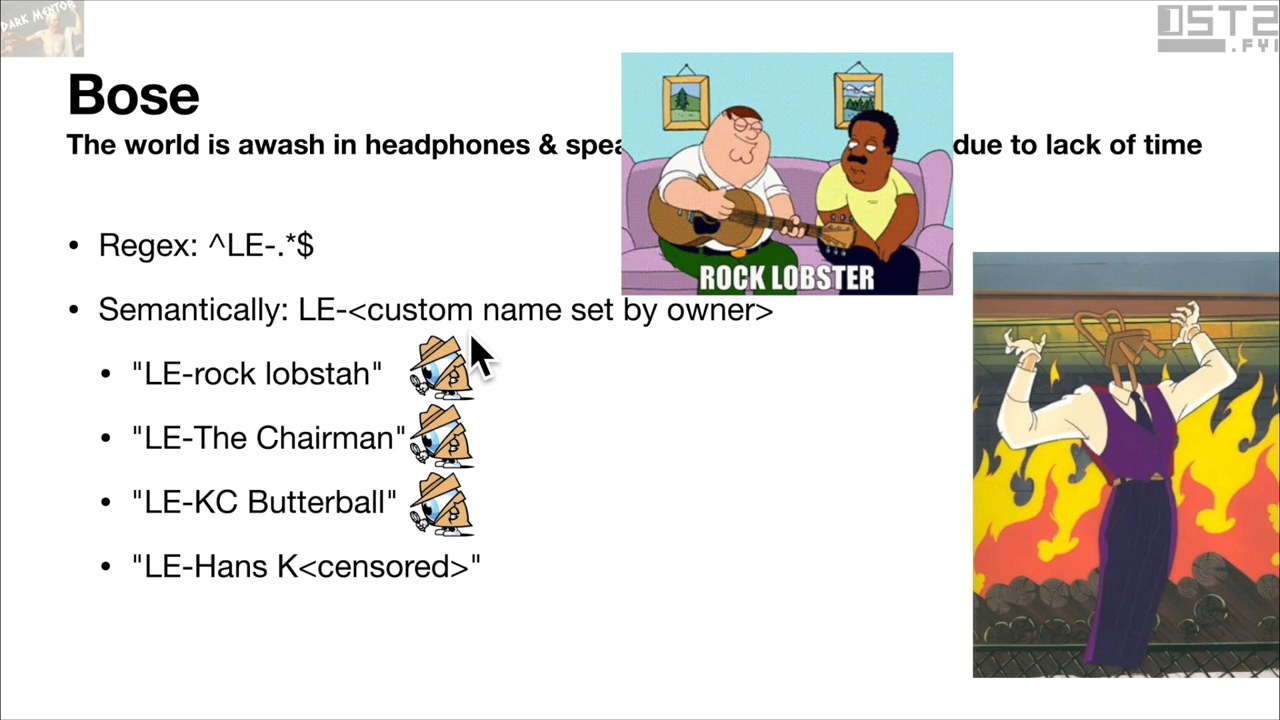 DARK MENTOR
OST2
.FYI
Bose
The world is awash in headphones & spea
due to lack of time
• Regex: ^LE-.*$
ROCK LOBSTER
• Semantically: LE-<custom name set by owner>
• "LE-rock lobstah"
• "LE-The Chairman"
• "LE-KC Butterball"
• "LE-Hans K<censored>"